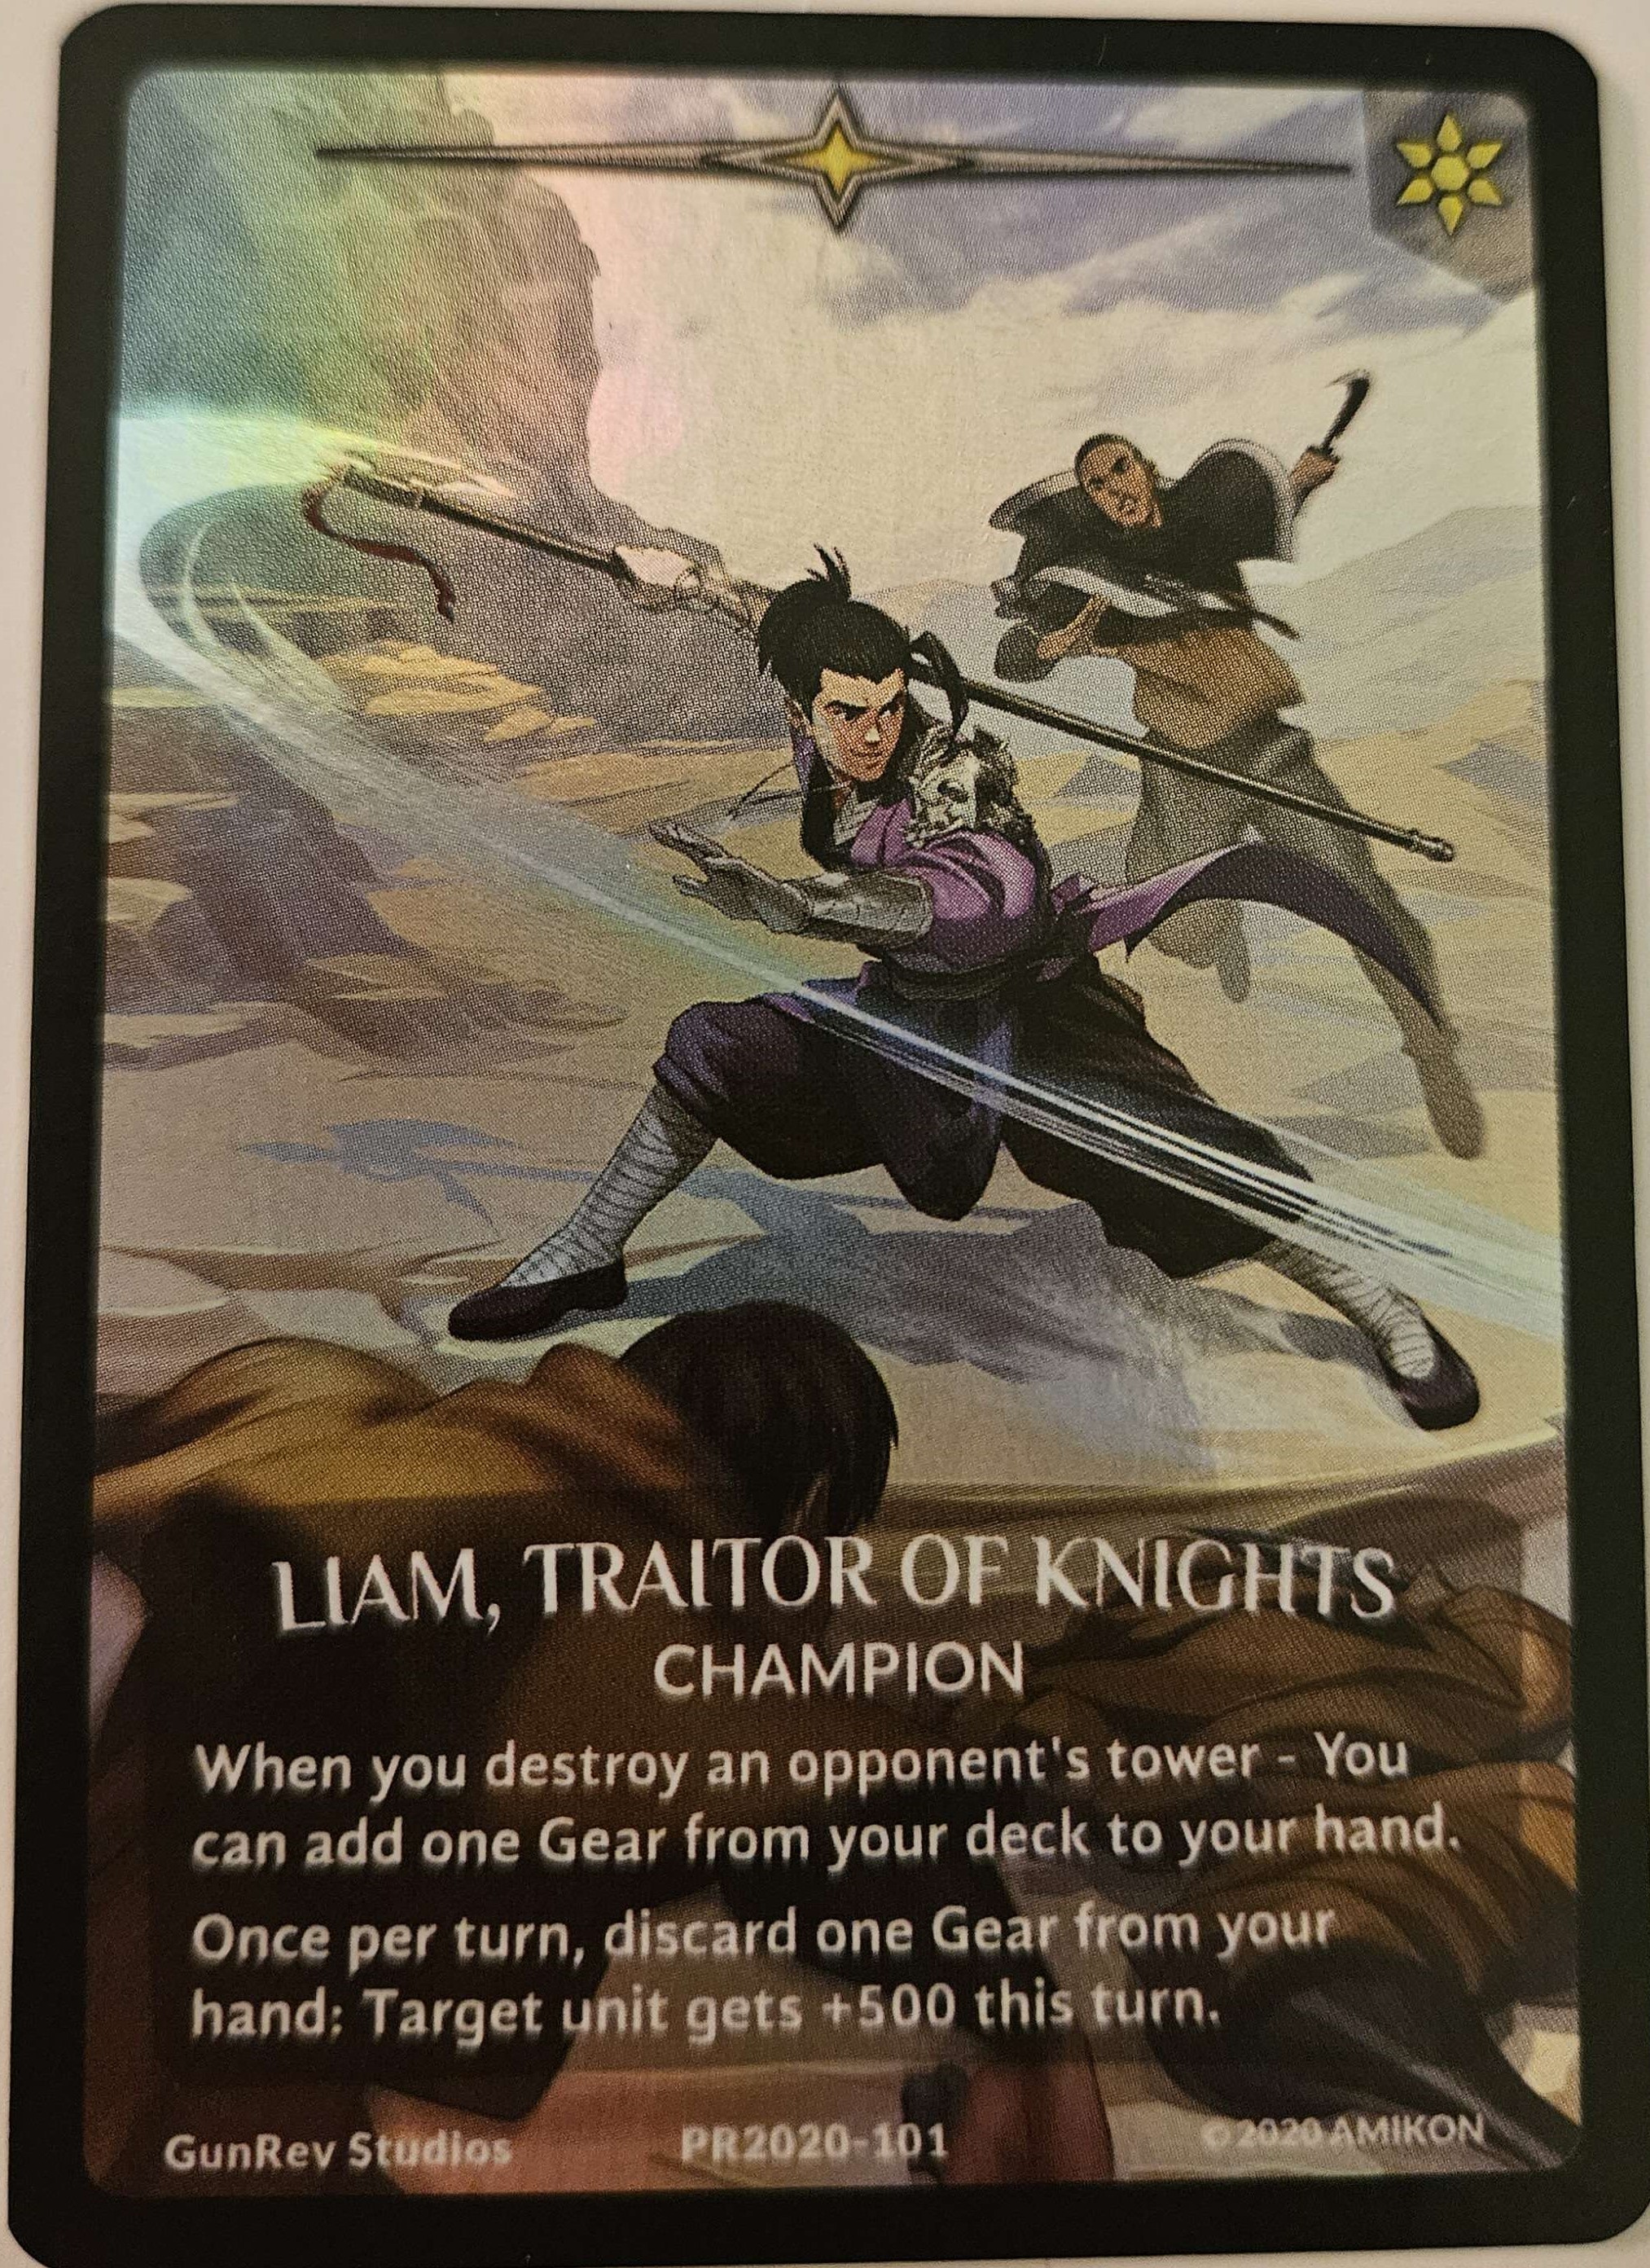 LIAM, TRAITOR OF KNIGHTS
CHAMPION
When you destroy an opponent's tower - You
can add one Gear from your deck to your hand.
Once per turn, discard one Gear from your
hand: Target unit gets +500 this turn.
GunRev Studios PR2020-101 ©2020 AMIKON